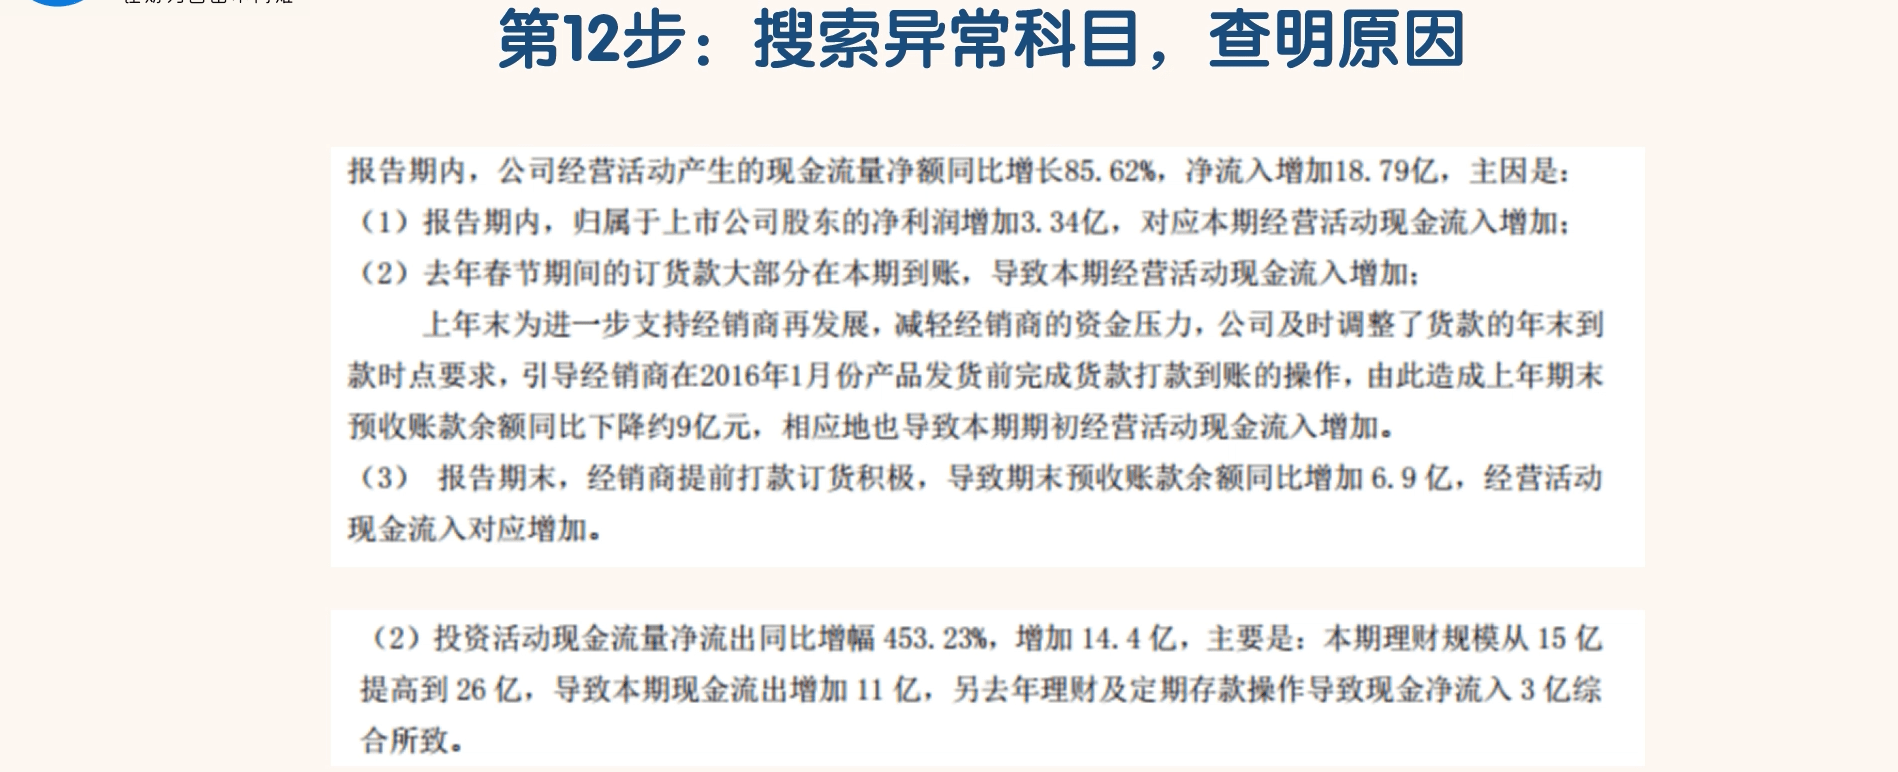 第12步：搜索异常科目，查明原因
报告期内，公司经营活动产生的现金流量净额同比增长85.62%，净流入增加18.79亿，主因是：
（1）报告期内，归属于上市公司股东的净利润增加3.34亿，对应本期经营活动现金流入增加；
（2）去年春节期间的订货款大部分在本期到账，导致本期经营活动现金流入增加；
上年末为进一步支持经销商再发展，减轻经销商的资金压力，公司及时调整了货款的年末到
款时点要求，引导经销商在2016年1月份产品发货前完成货款打款到账的操作，由此造成上年期末
预收账款余额同比下降约9亿元，相应地也导致本期期初经营活动现金流入增加。
（3） 报告期末，经销商提前打款订货积极，导致期末预收账款余额同比增加 6.9 亿，经营活动
现金流入对应增加。
（2）投资活动现金流量净流出同比增幅 453.23%，增加 14.4 亿，主要是：本期理财规模从 15 亿
提高到 26 亿，导致本期现金流出增加 11 亿，另去年理财及定期存款操作导致现金净流入 3 亿综
合所致。